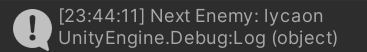 [23:44:11] Next Enemy: lycaon
UnityEngine.Debug:Log (object)